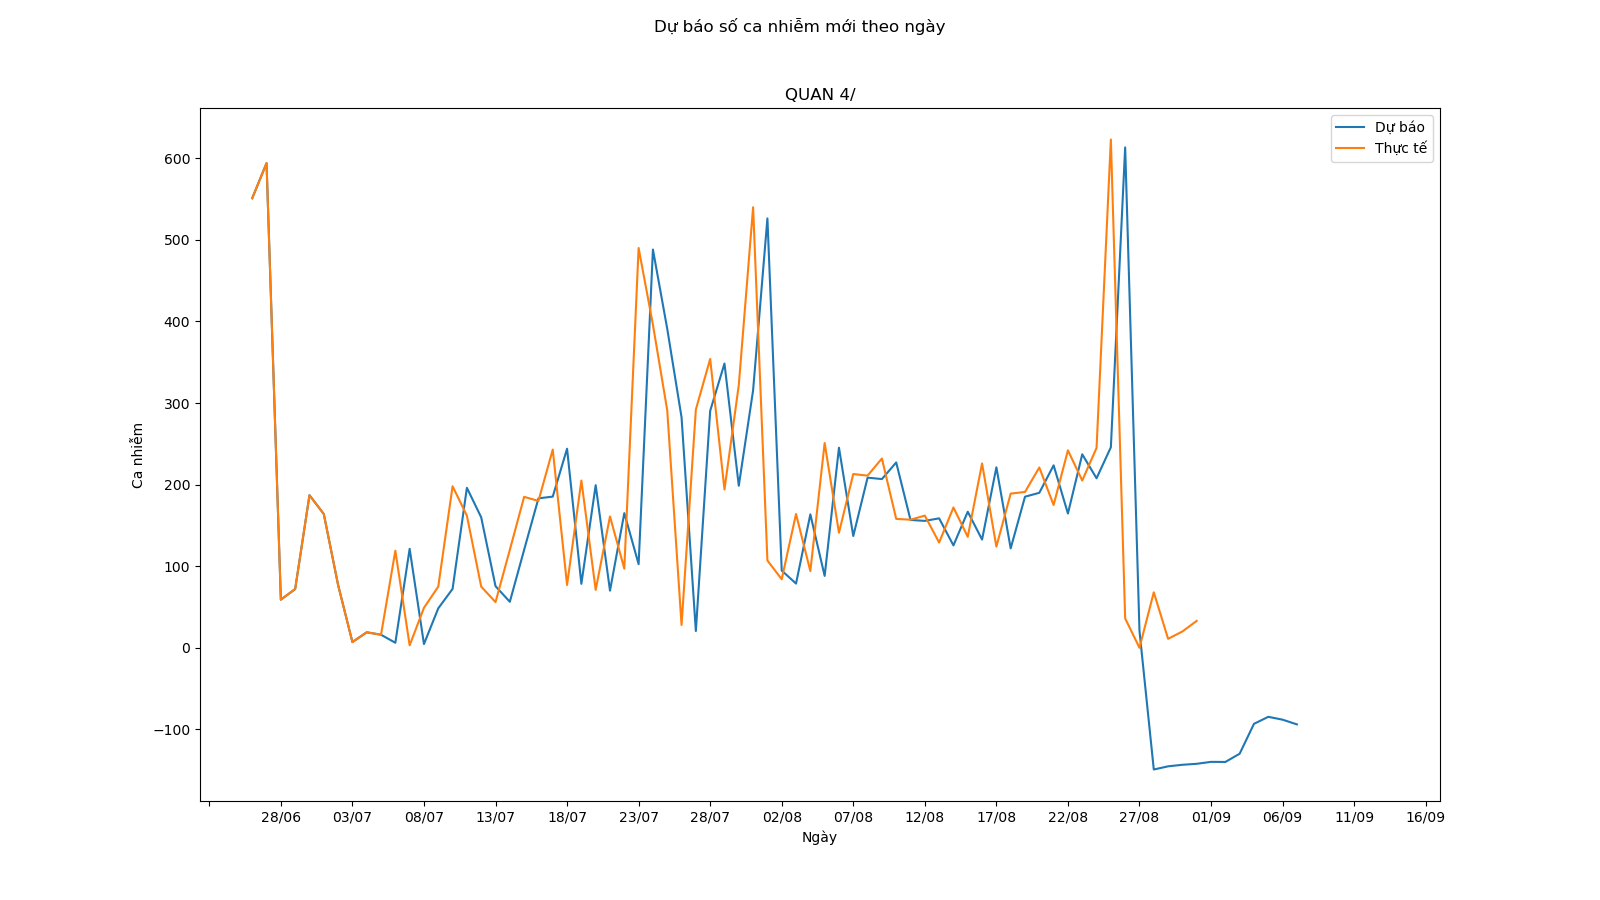 Dự báo số ca nhiễm mới theo ngày
QUAN 4/
Dự báo
Thực tế
600
500
400
300
200
100
0
−100
Ca nhiễm
28/06 03/07 08/07 13/07 18/07 23/07 28/07 02/08 07/08 12/08 17/08 22/08 27/08 01/09 06/09 11/09 16/09
Ngày